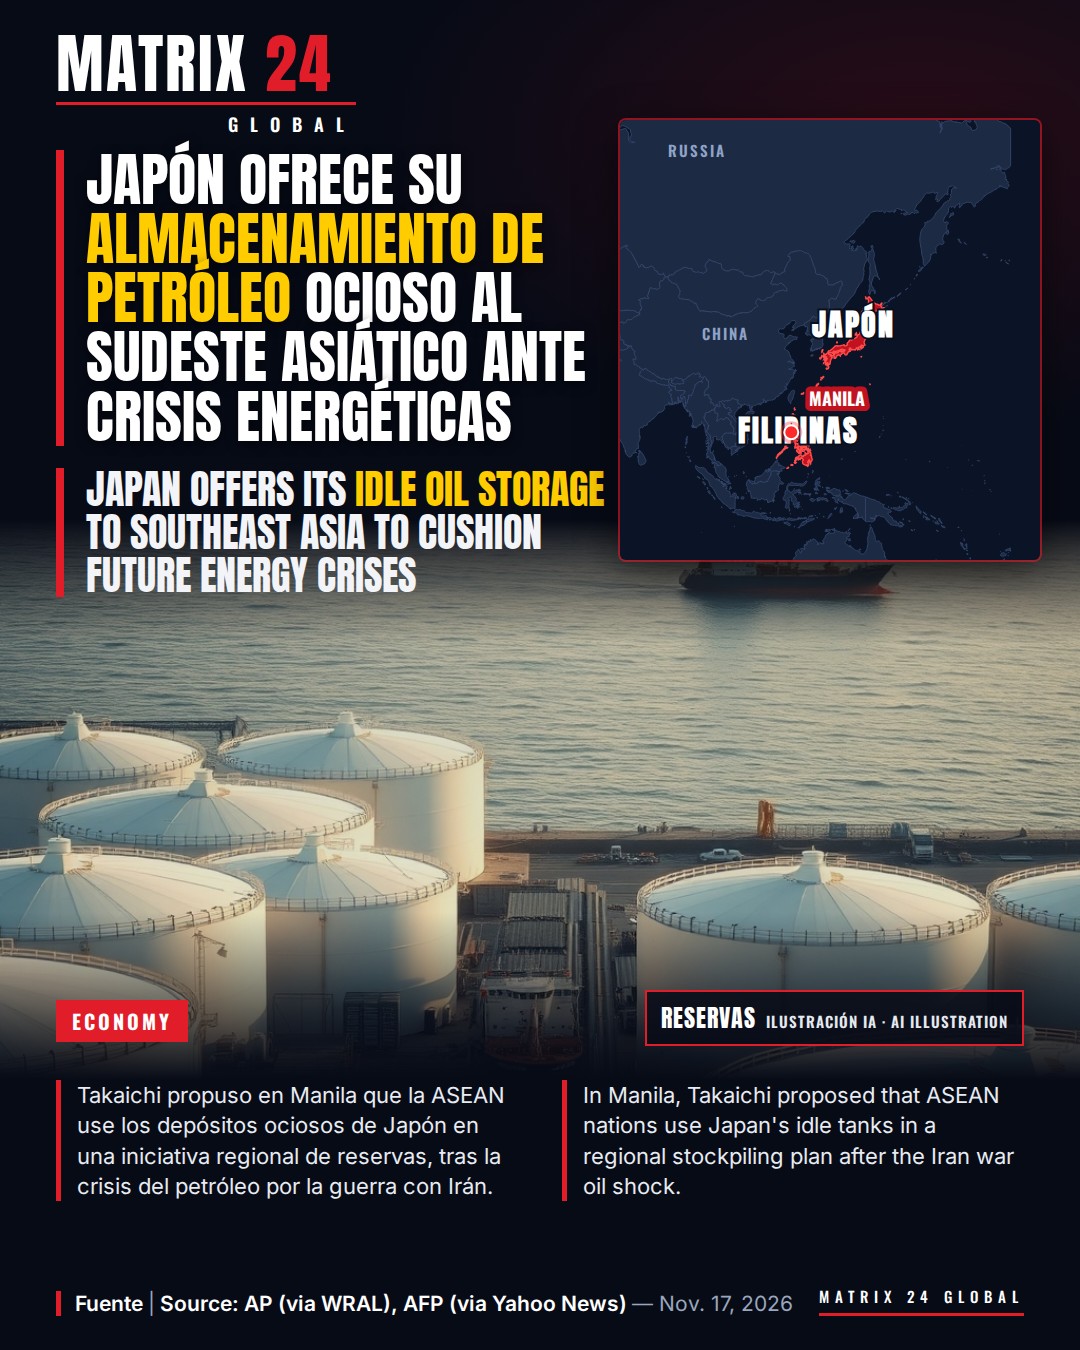 MATRIX 24
GLOBAL
JAPÓN OFRECE SU
ALMACENAMIENTO DE
PETRÓLEO OCIOSO AL
SUDESTE ASIÁTICO ANTE
CRISIS ENERGÉTICAS
JAPAN OFFERS ITS IDLE OIL STORAGE
TO SOUTHEAST ASIA TO CUSHION
FUTURE ENERGY CRISES
RUSSIA
CHINA
JAPÓN
MANILA
FILIPINAS
ECONOMY
RESERVAS ILUSTRACIÓN IA · AI ILLUSTRATION
Takaichi propuso en Manila que la ASEAN
use los depósitos ociosos de Japón en
una iniciativa regional de reservas, tras la
crisis del petróleo por la guerra con Irán.
In Manila, Takaichi proposed that ASEAN
nations use Japan's idle tanks in a
regional stockpiling plan after the Iran war
oil shock.
Fuente | Source: AP (via WRAL), AFP (via Yahoo News) — Nov. 17, 2026
MATRIX 24 GLOBAL